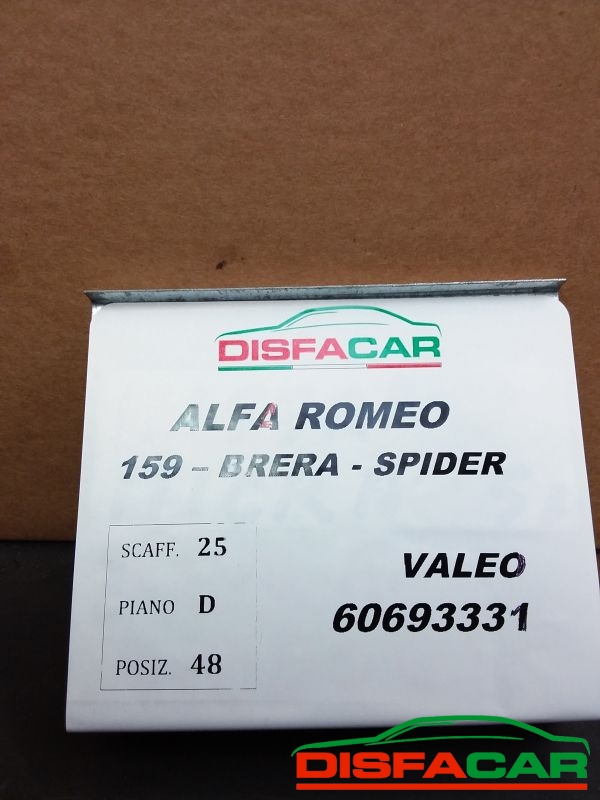 DISFACAR
ALFA ROMEO
159 – BRERA - SPIDER
SCAFF. 25
PIANO D
POSIZ. 48
VALEO
60693331
DISFACAR